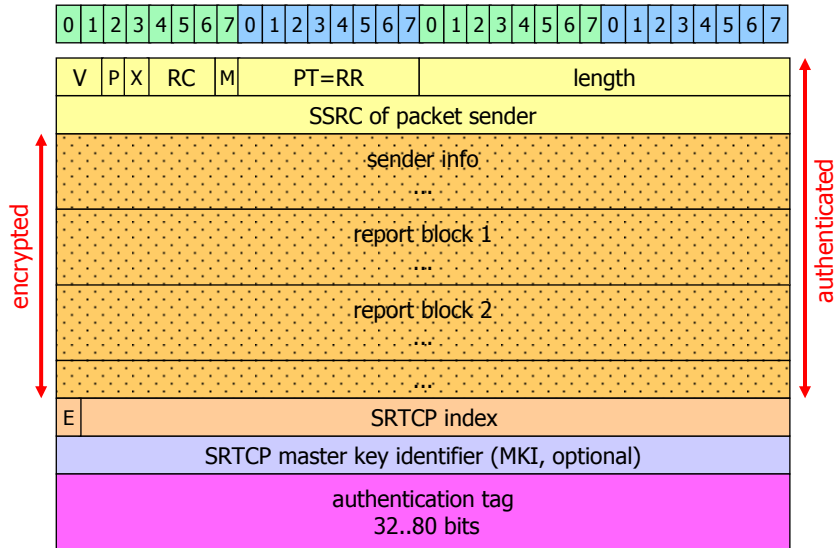 0 1 2 3 4 5 6 7 0 1 2 3 4 5 6 7 0 1 2 3 4 5 6 7 0 1 2 3 4 5 6 7
V P X RC M PT=RR length
SSRC of packet sender
sender info
...
report block 1
...
report block 2
...
...
encrypted
authenticated
E SRTCP index
SRTCP master key identifier (MKI, optional)
authentication tag
32..80 bits